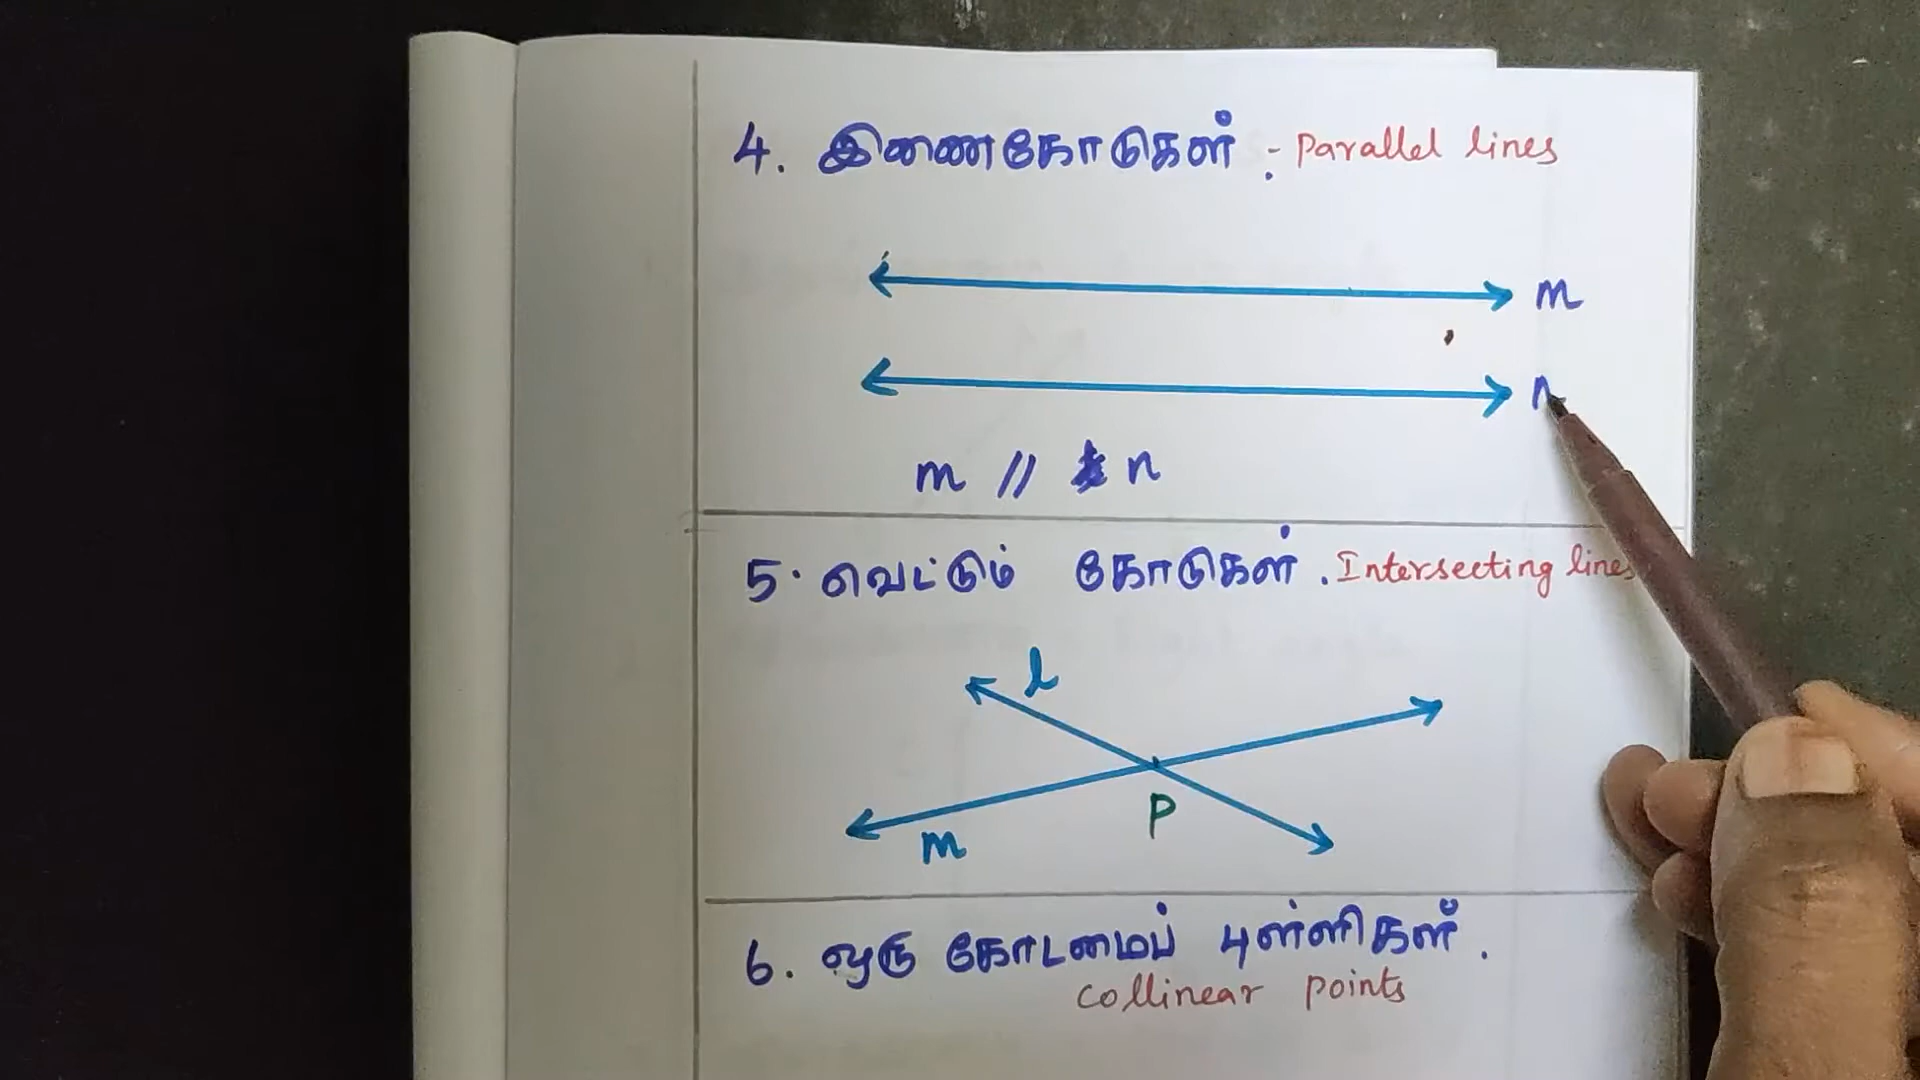 4. இணைகோடுகள் :- Parallel lines
m
n
m // n
5. வெட்டும் கோடுகள். Intersecting lines
l
P
m
6. ஒரு கோடமைப் புள்ளிகள்.
collinear points